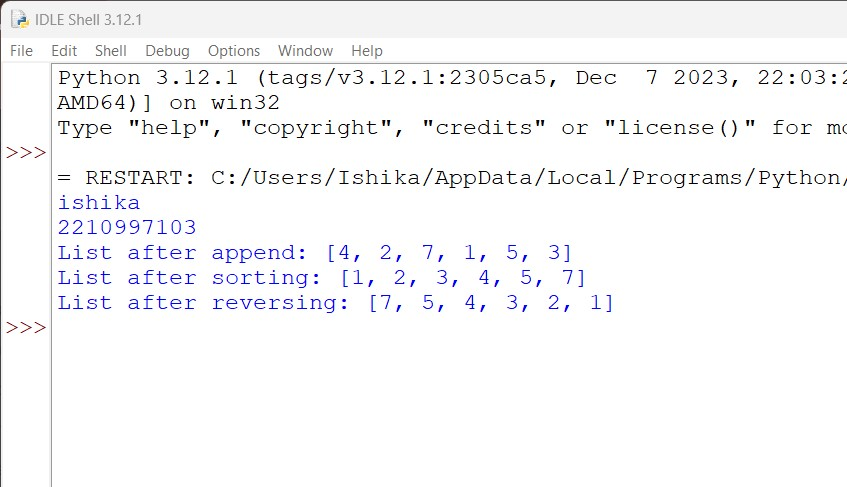 IDLE Shell 3.12.1
File Edit Shell Debug Options Window Help
Python 3.12.1 (tags/v3.12.1:2305ca5, Dec  7 2023, 22:03:2
AMD64)] on win32
Type "help", "copyright", "credits" or "license()" for mo
>>>
= RESTART: C:/Users/Ishika/AppData/Local/Programs/Python/
ishika
2210997103
List after append: [4, 2, 7, 1, 5, 3]
List after sorting: [1, 2, 3, 4, 5, 7]
List after reversing: [7, 5, 4, 3, 2, 1]
>>>